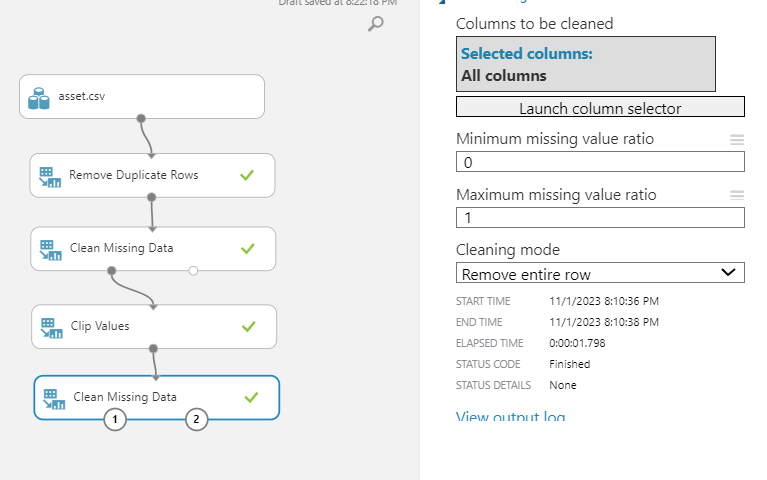 Draft saved at 8:22:18 PM
asset.csv
Remove Duplicate Rows
Clean Missing Data
Clip Values
Clean Missing Data
1
2
Columns to be cleaned
Selected columns:
All columns
Launch column selector
Minimum missing value ratio
0
Maximum missing value ratio
1
Cleaning mode
Remove entire row
START TIME 11/1/2023 8:10:36 PM
END TIME 11/1/2023 8:10:38 PM
ELAPSED TIME 0:00:01.798
STATUS CODE Finished
STATUS DETAILS None
View output log